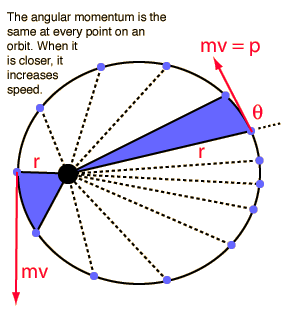 The angular momentum is the
same at every point on an
orbit. When it
is closer, it
increases
speed.
mv = p
θ
r
r
mv